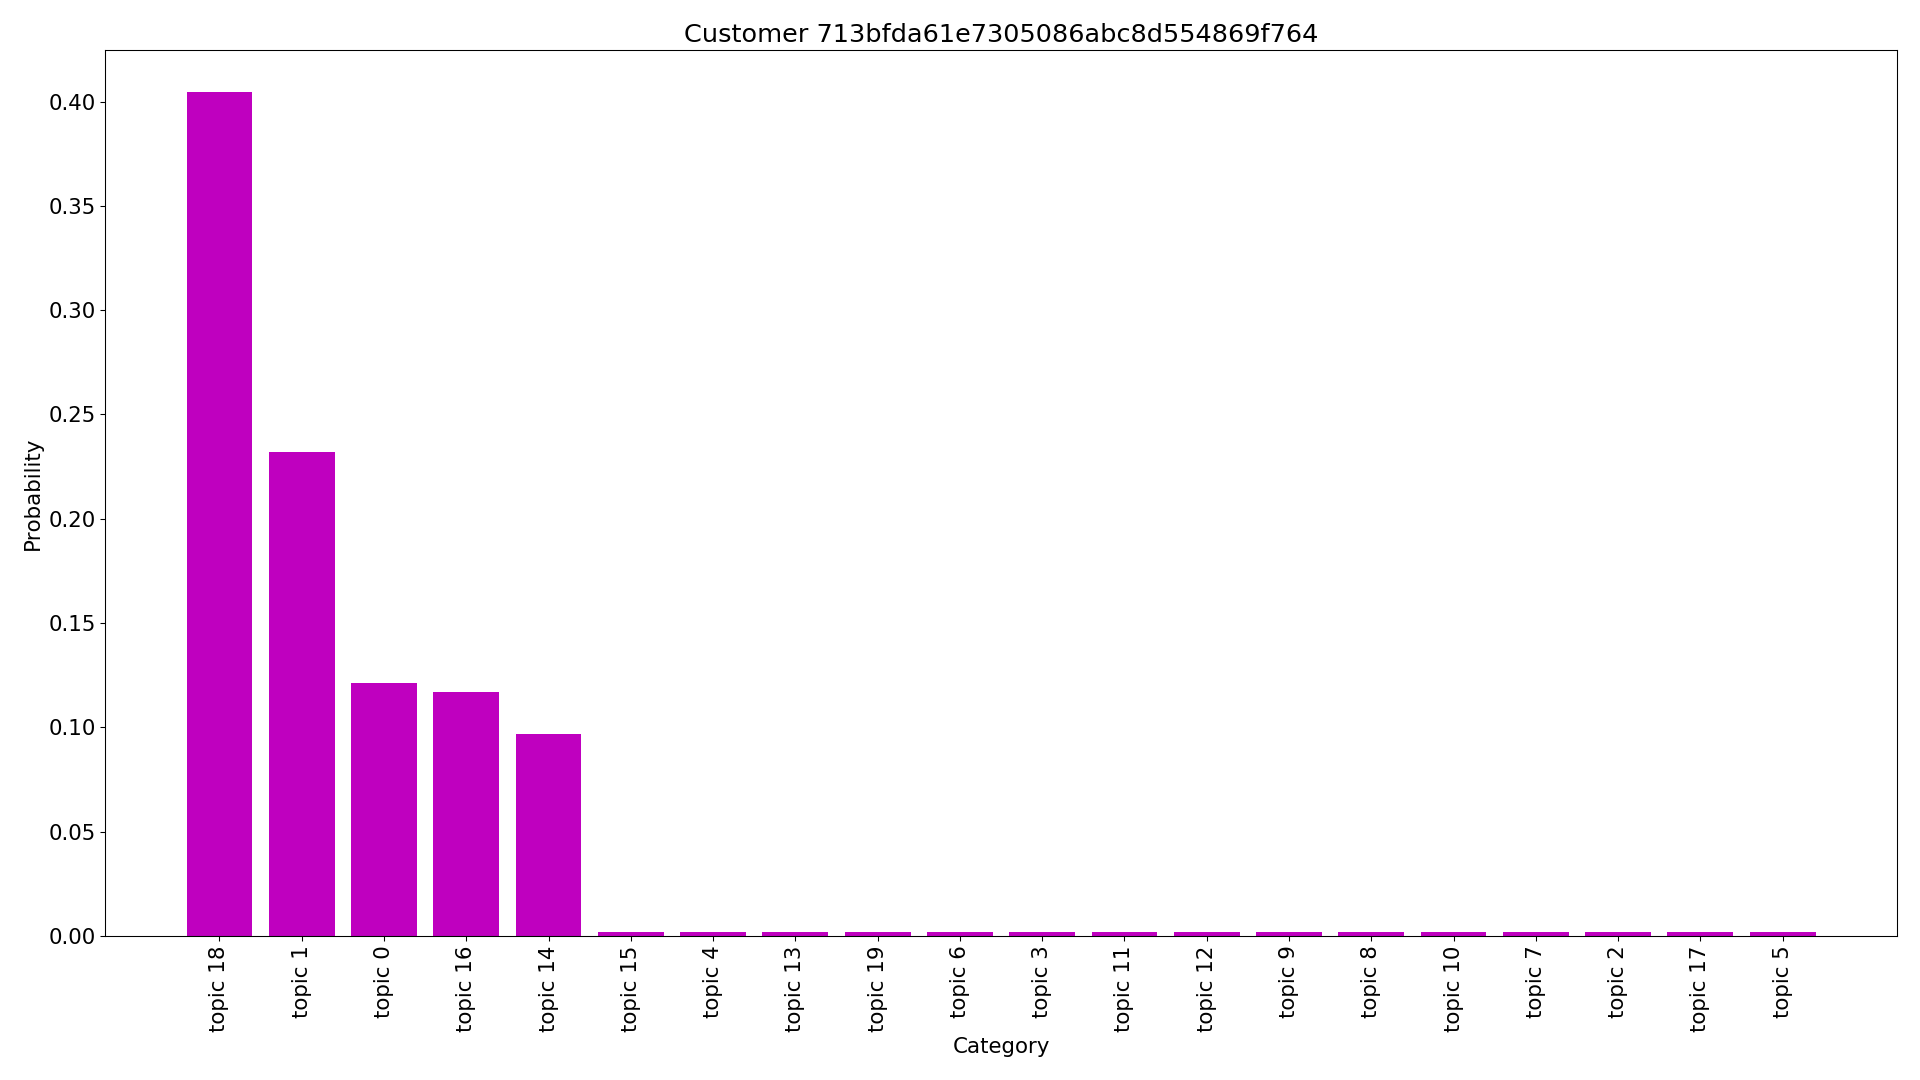 Customer 713bfda61e7305086abc8d554869f764
0.40
0.35
0.30
0.25
0.20
0.15
0.10
0.05
0.00
Probability
topic 18
topic 1
topic 0
topic 16
topic 14
topic 15
topic 4
topic 13
topic 19
topic 6
topic 3
topic 11
topic 12
topic 9
topic 8
topic 10
topic 7
topic 2
topic 17
topic 5
Category